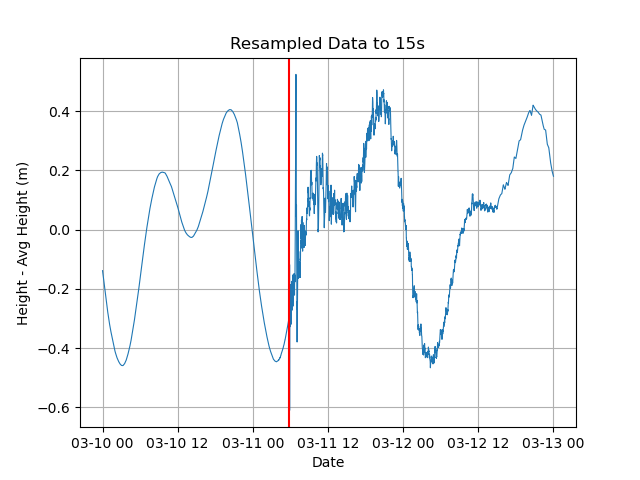 Resampled Data to 15s
Height - Avg Height (m)
0.4
0.2
0.0
−0.2
−0.4
−0.6
03-10 00 03-10 12 03-11 00 03-11 12 03-12 00 03-12 12 03-13 00
Date